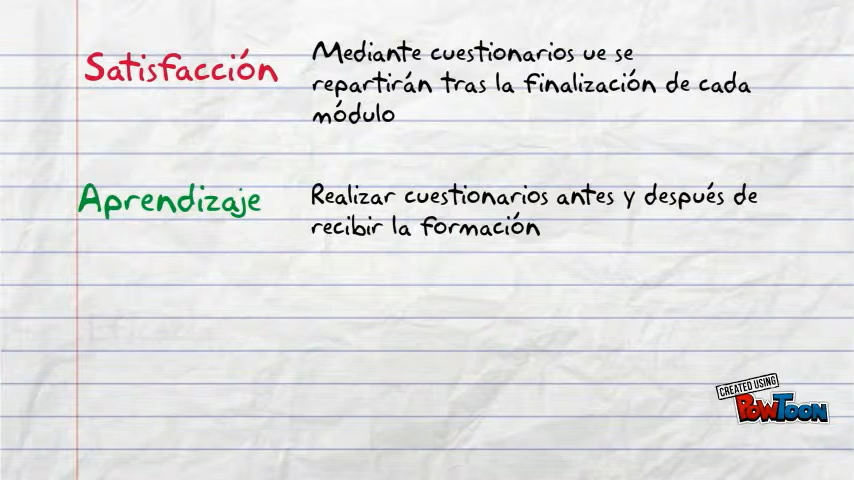 Satisfacción
Mediante cuestionarios ue se
repartirán tras la finalización de cada
módulo
Aprendizaje
Realizar cuestionarios antes y después de
recibir la formación
CREATED USING
POWTOON